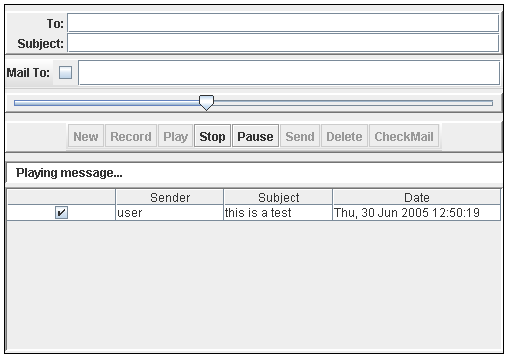 To:
Subject:
Mail To:
New Record Play Stop Pause Send Delete CheckMail
Playing message...
Sender Subject Date
user this is a test Thu, 30 Jun 2005 12:50:19